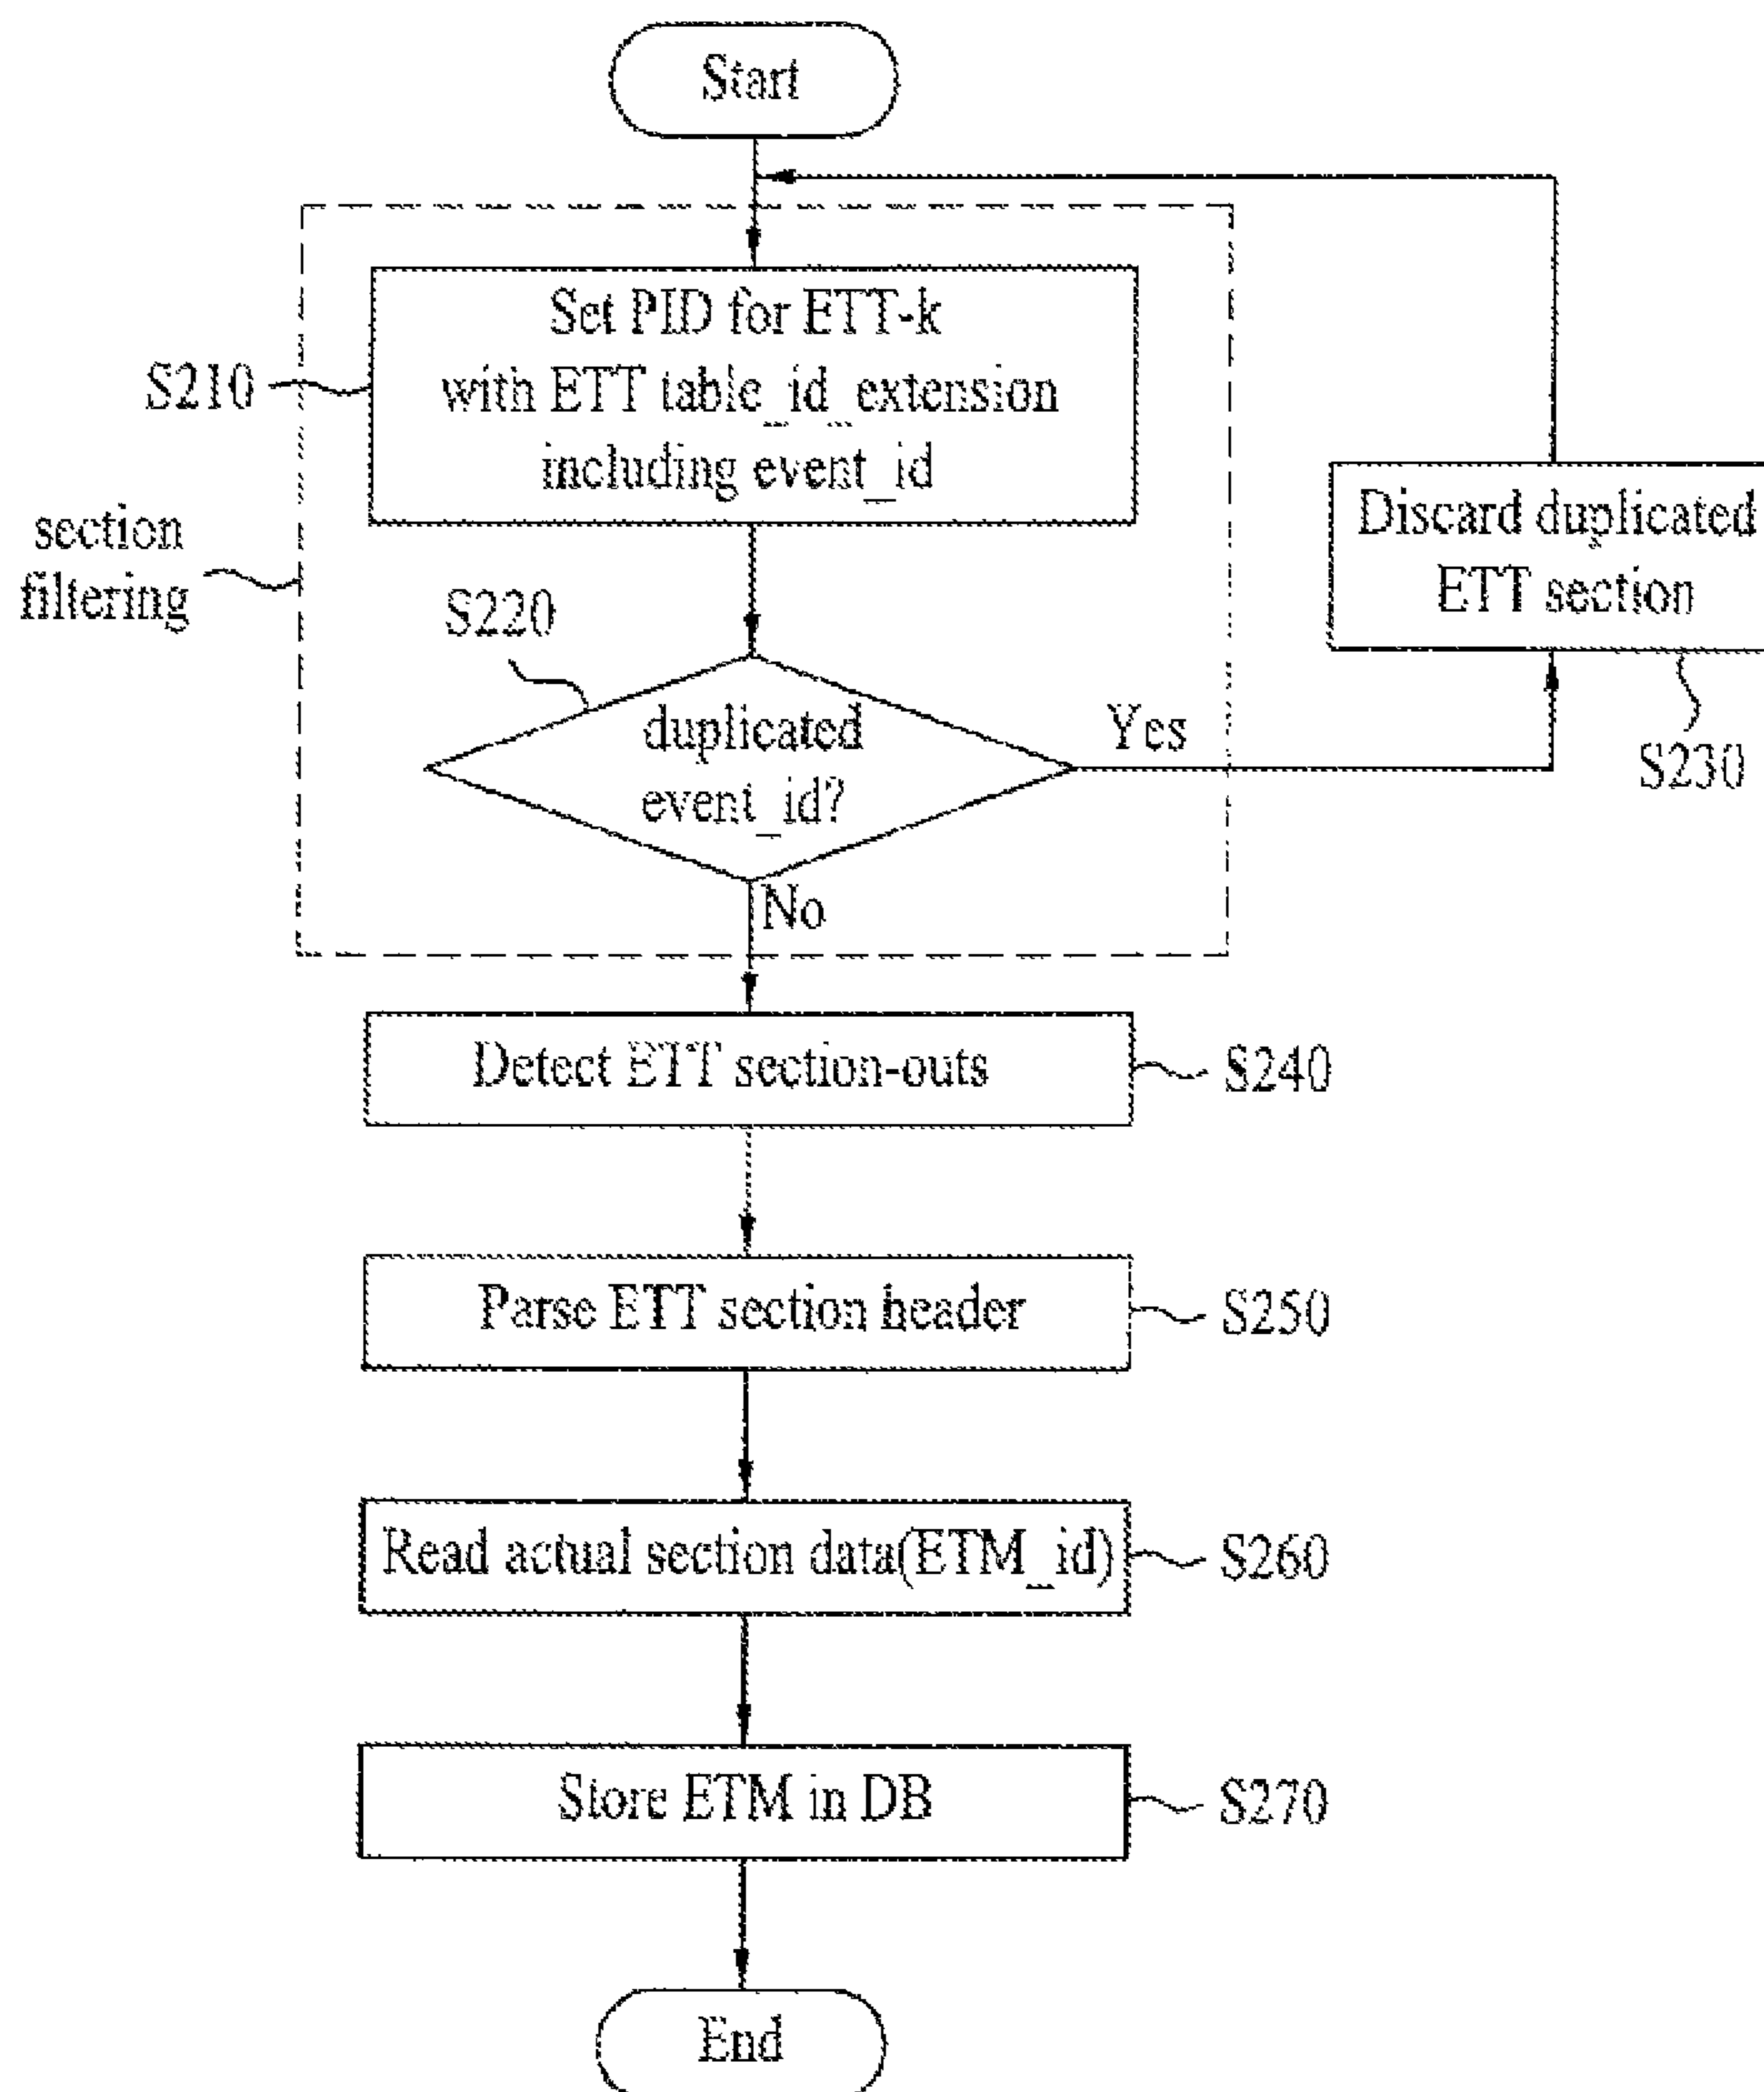 Start
Set PID for ETT-k
with ETT table_id_extension
including event_id
S210
section
filtering
Discard duplicated
ETT section
S230
S220
duplicated
event_id?
Yes
No
Detect ETT section-outs
S240
Parse ETT section header
S250
Read actual section data(ETM_id)
S260
Store ETM in DB
S270
End